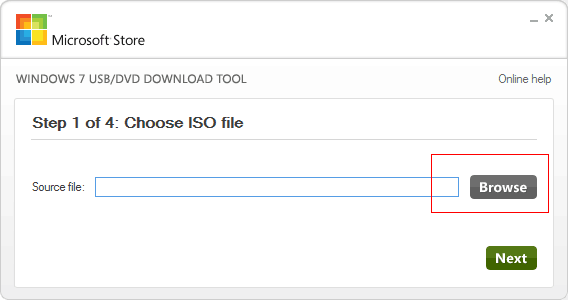 Microsoft Store
WINDOWS 7 USB/DVD DOWNLOAD TOOL
Online help
Step 1 of 4: Choose ISO file
Source file:
Browse
Next